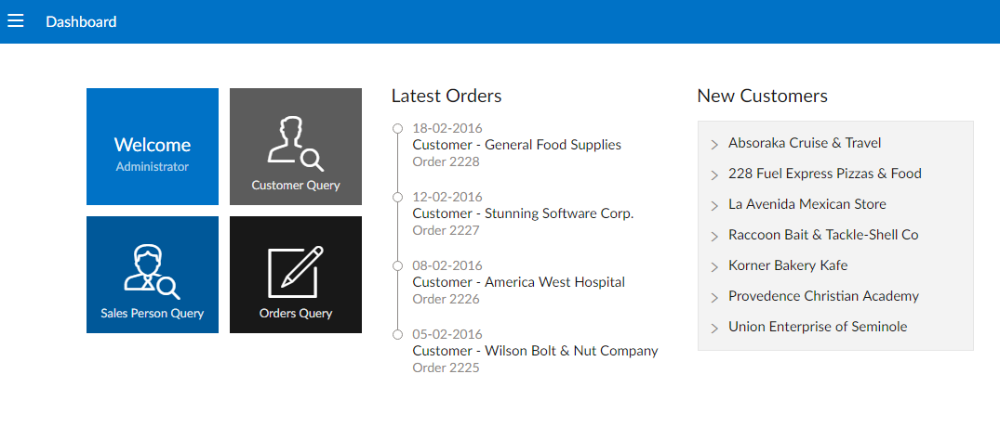 Dashboard
Welcome
Administrator
Customer Query
Sales Person Query
Orders Query
Latest Orders
18-02-2016
Customer - General Food Supplies
Order 2228
12-02-2016
Customer - Stunning Software Corp.
Order 2227
08-02-2016
Customer - America West Hospital
Order 2226
05-02-2016
Customer - Wilson Bolt & Nut Company
Order 2225
New Customers
Absoraka Cruise & Travel
228 Fuel Express Pizzas & Food
La Avenida Mexican Store
Raccoon Bait & Tackle-Shell Co
Korner Bakery Kafe
Provedence Christian Academy
Union Enterprise of Seminole